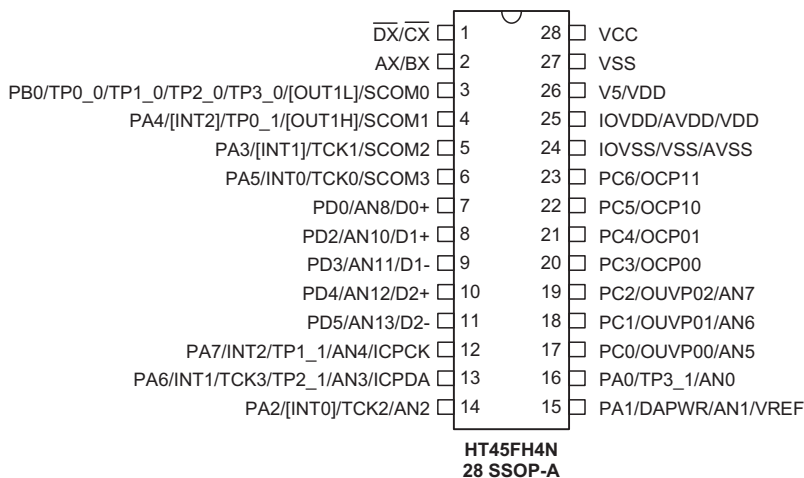 D̅X̅/C̅X̅ 1 28 VCC
AX/BX 2 27 VSS
PB0/TP0_0/TP1_0/TP2_0/TP3_0/[OUT1L]/SCOM0 3 26 V5/VDD
PA4/[INT2]/TP0_1/[OUT1H]/SCOM1 4 25 IOVDD/AVDD/VDD
PA3/[INT1]/TCK1/SCOM2 5 24 IOVSS/VSS/AVSS
PA5/INT0/TCK0/SCOM3 6 23 PC6/OCP11
PD0/AN8/D0+ 7 22 PC5/OCP10
PD2/AN10/D1+ 8 21 PC4/OCP01
PD3/AN11/D1- 9 20 PC3/OCP00
PD4/AN12/D2+ 10 19 PC2/OUVP02/AN7
PD5/AN13/D2- 11 18 PC1/OUVP01/AN6
PA7/INT2/TP1_1/AN4/ICPCK 12 17 PC0/OUVP00/AN5
PA6/INT1/TCK3/TP2_1/AN3/ICPDA 13 16 PA0/TP3_1/AN0
PA2/[INT0]/TCK2/AN2 14 15 PA1/DAPWR/AN1/VREF
HT45FH4N
28 SSOP-A